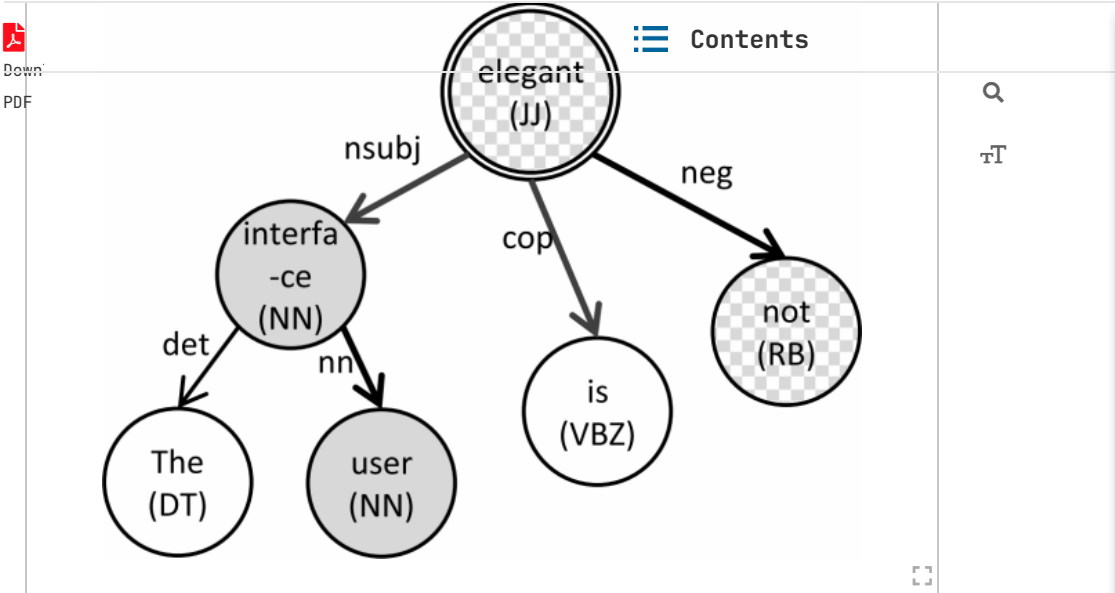 Contents
Down
PDF
elegant
(JJ)
nsubj
neg
cop
interfa
-ce
(NN)
not
(RB)
det
nn
is
(VBZ)
The
(DT)
user
(NN)